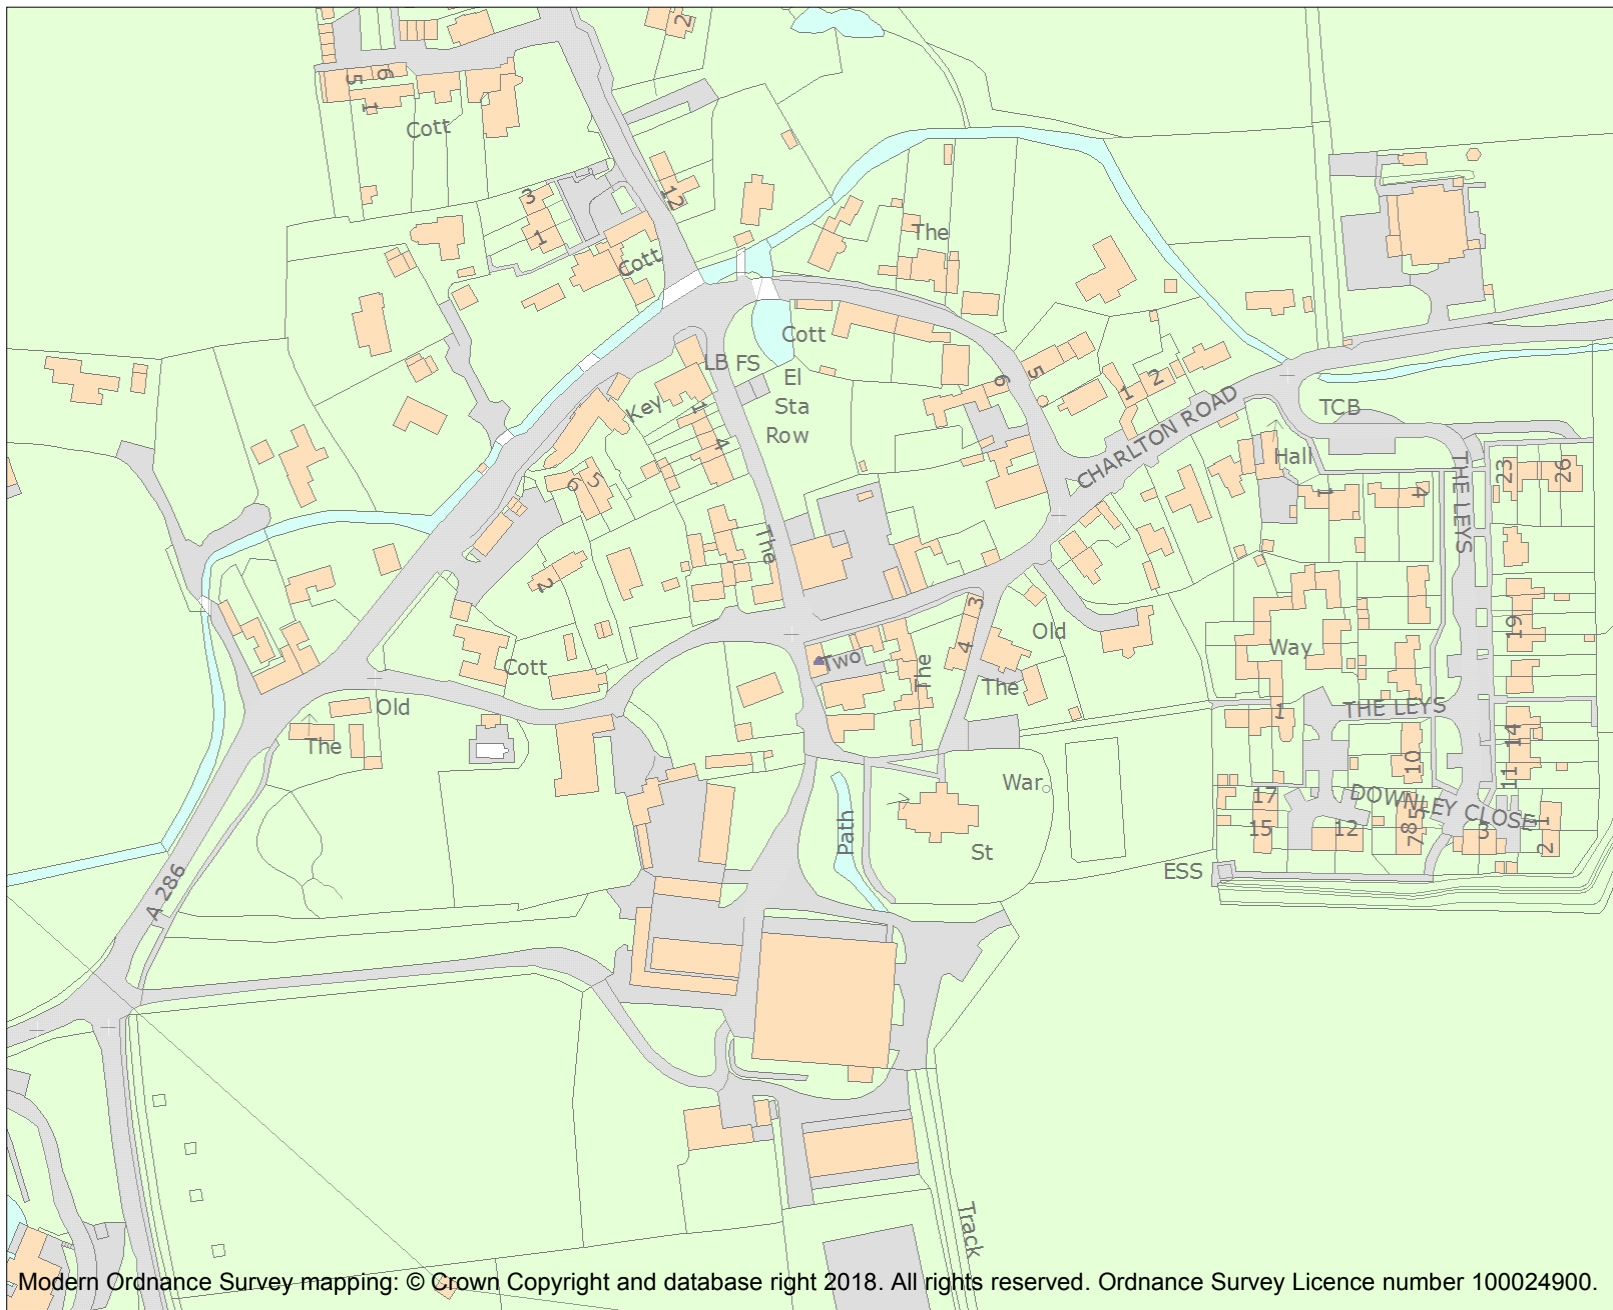 2
5
6
1
Cott
3
1
12
Cott
The
Cott
LB FS
El
Sta
Row
Key
1
4
6
5
1
2
CHARLTON ROAD
TCB
Hall
THE LEYS
23
26
1
4
6
5
2
The
Cott
Two
The
3
4
Old
The
Way
19
Old
The
THE LEYS
1
10
14
11
War
St
Path
DOWNLEY CLOSE
17
15
12
7
8
5
3
1
2
ESS
A 286
Track
Modern Ordnance Survey mapping: © Crown Copyright and database right 2018. All rights reserved. Ordnance Survey Licence number 100024900.